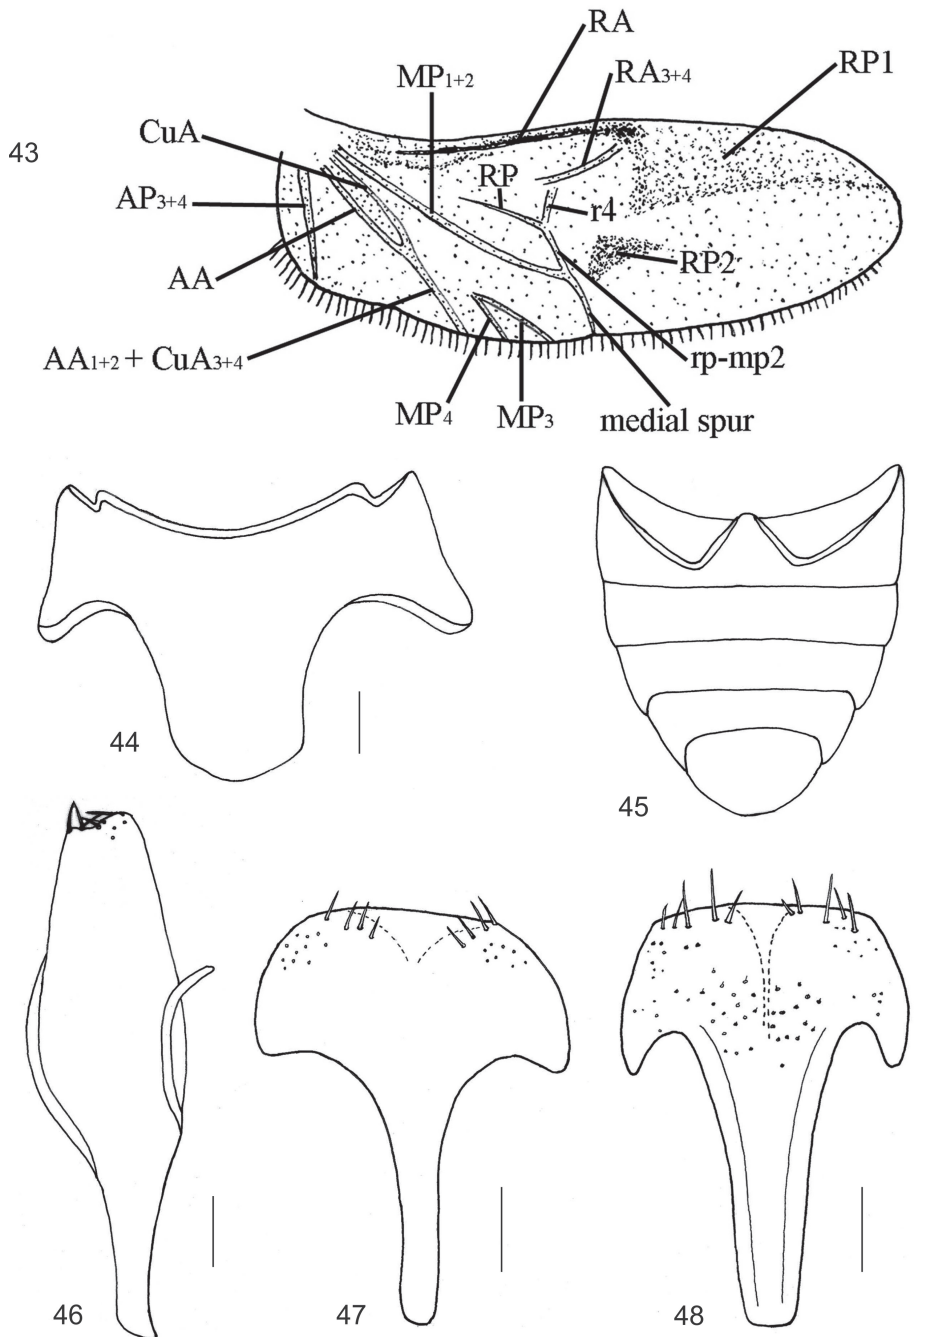 RA
RA3+4
RP1
MP1+2
CuA
43
RP
AP3+4
r4
AA
RP2
AA1+2 + CuA3+4
rp-mp2
MP4
MP3
medial spur
44
45
46
47
48